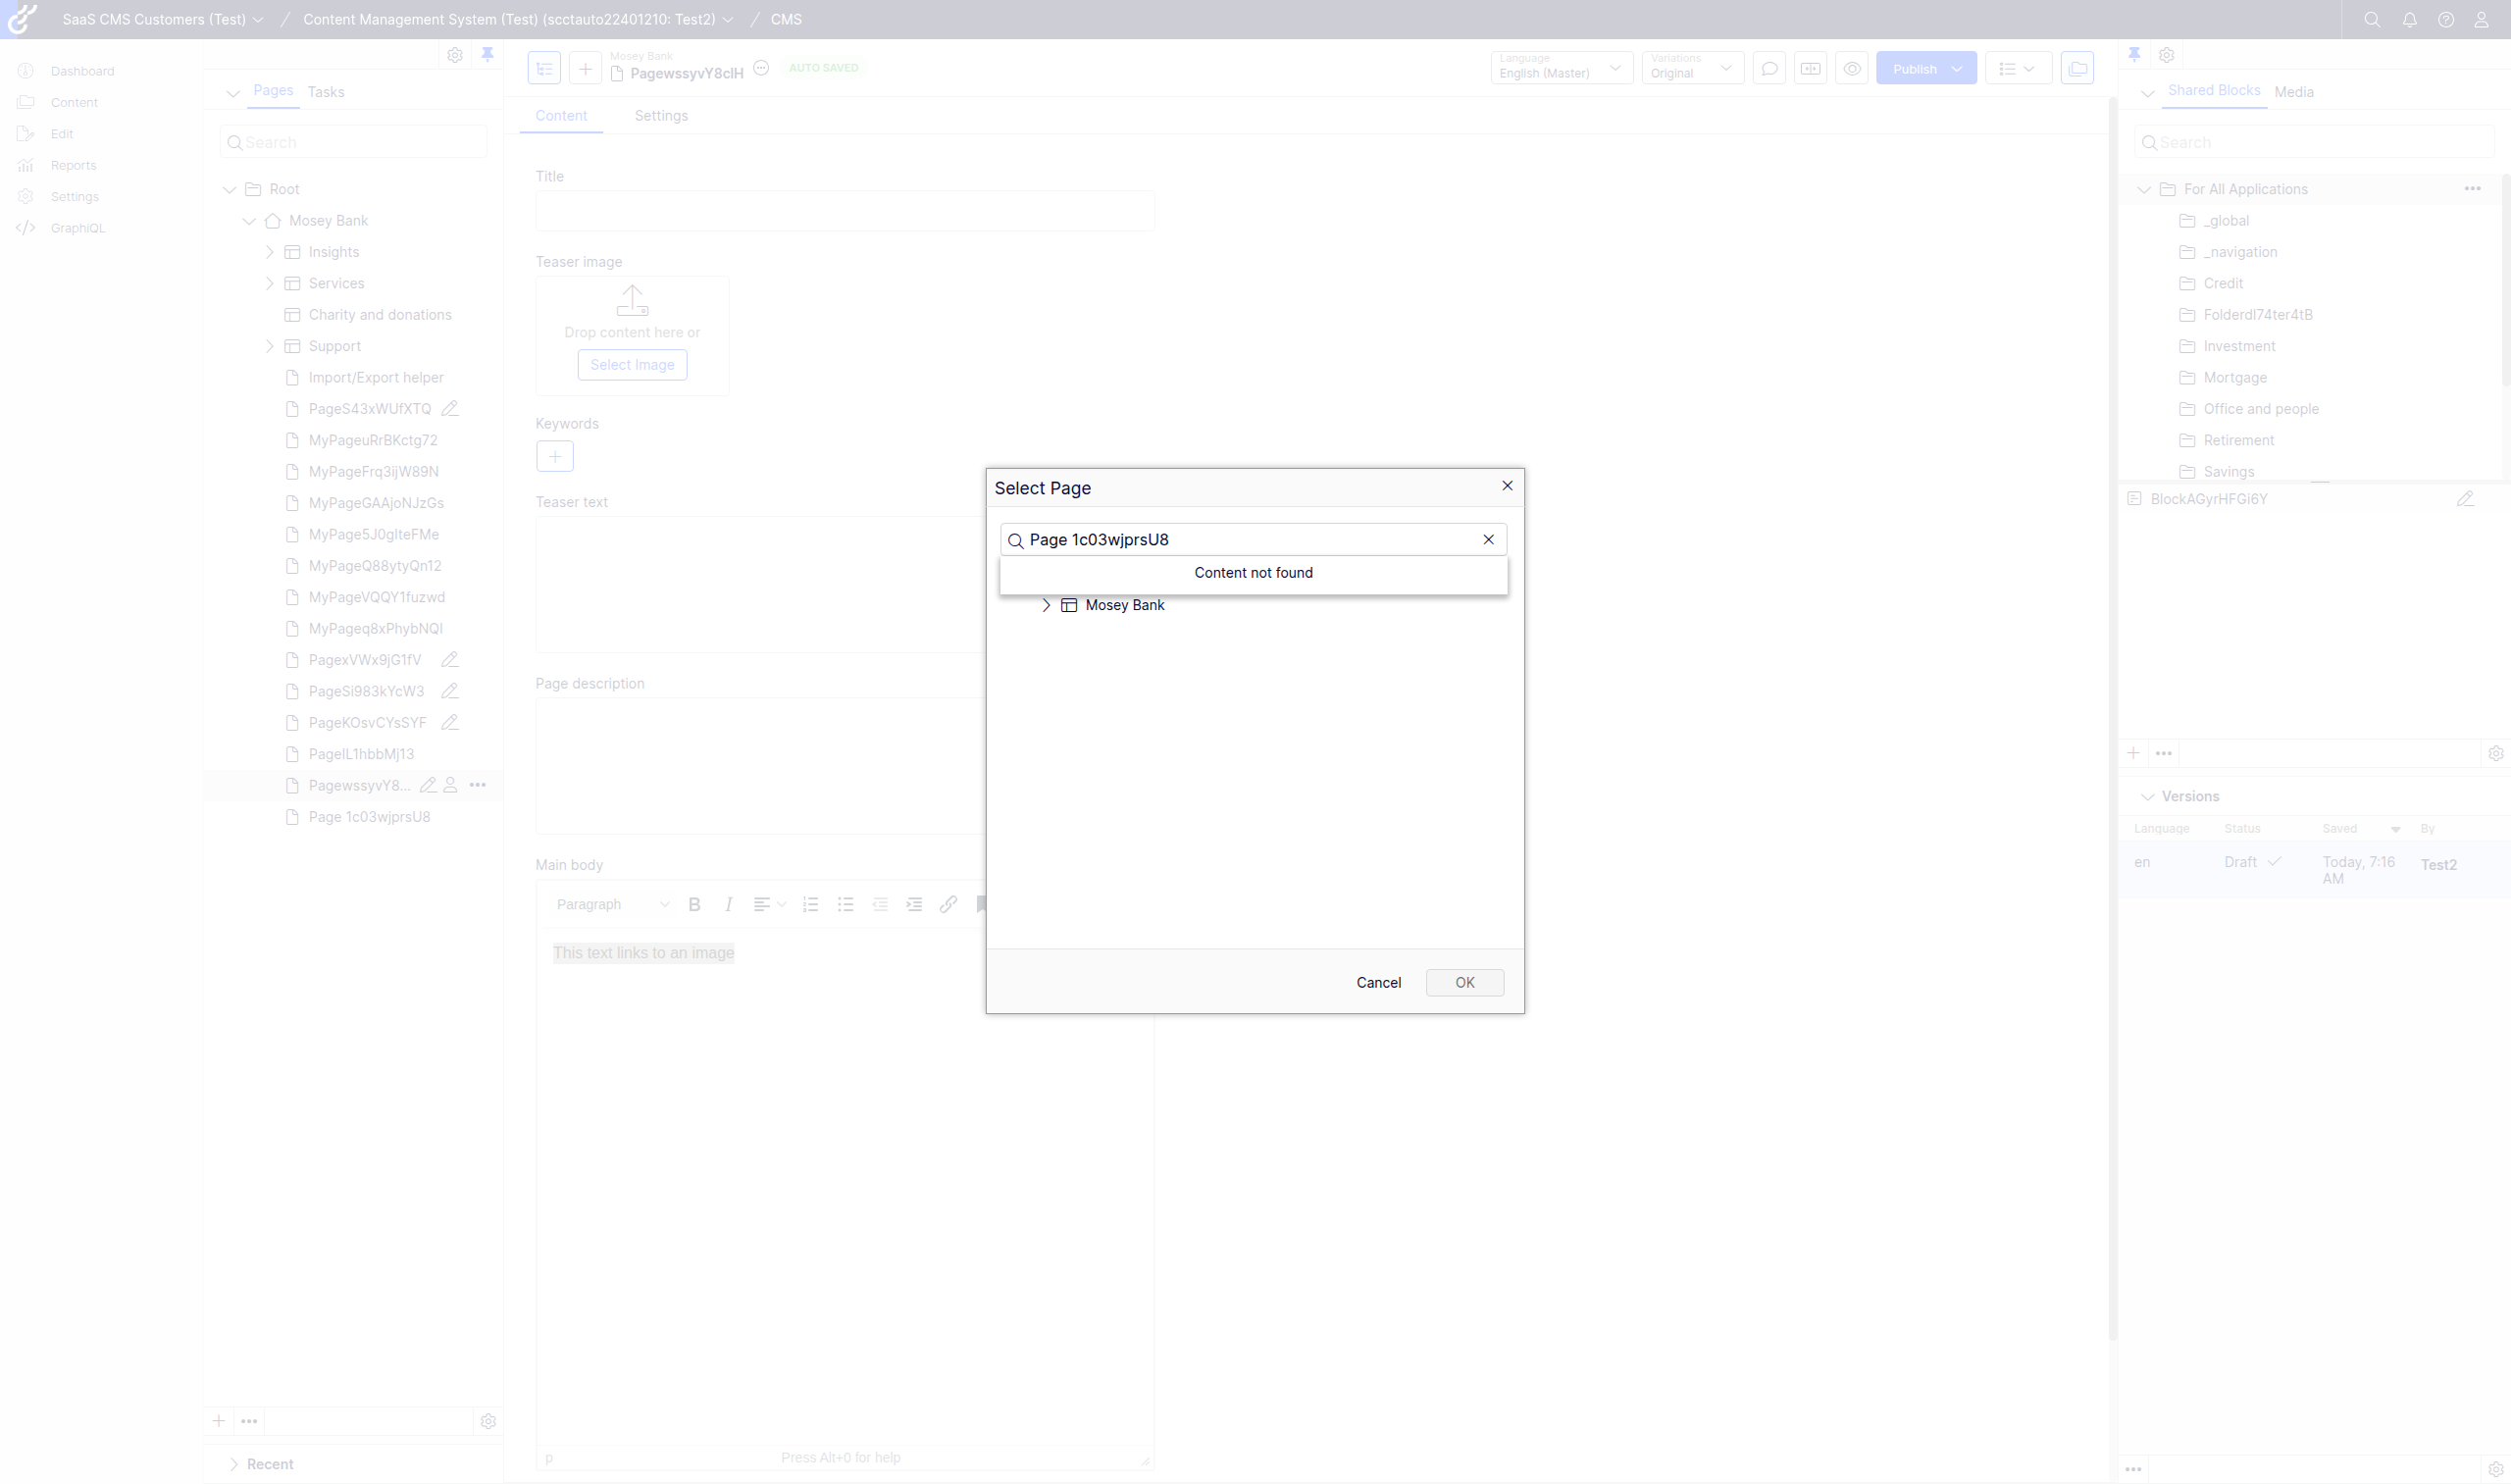 SaaS CMS Customers (Test) / Content Management System (Test) (scctauto22401210: Test2) / CMS
Dashboard
Content
Edit
Reports
Settings
GraphiQL
Pages Tasks
Search
Root
Mosey Bank
Insights
Services
Charity and donations
Support
Import/Export helper
PageS43xWUfXTQ
MyPageuRrBKctg72
MyPageFrq3ijW89N
MyPageGAAjoNJzGs
MyPage5J0glteFMe
MyPageQ88ytyQn12
MyPageVQQY1fuzwd
MyPageq8xPhybNQI
PagexVWx9jG1fV
PageSi983kYcW3
PageKOsvCYsSYF
PageIL1hbbMj13
PagewssyvY8...
Page 1c03wjprsU8
Recent
Mosey Bank
PagewssyvY8cIH
AUTO SAVED
Language
English (Master)
Variations
Original
Publish
Content Settings
Title
Teaser image
Drop content here or
Select Image
Keywords
Teaser text
Page description
Main body
Paragraph
This text links to an image
p
Press Alt+0 for help
Select Page
Page 1c03wjprsU8
Content not found
Mosey Bank
Cancel
OK
Shared Blocks Media
Search
For All Applications
_global
_navigation
Credit
Folderdl74ter4tB
Investment
Mortgage
Office and people
Retirement
Savings
BlockAGyrHFGi6Y
Versions
Language Status Saved By
en Draft Today, 7:16 AM Test2